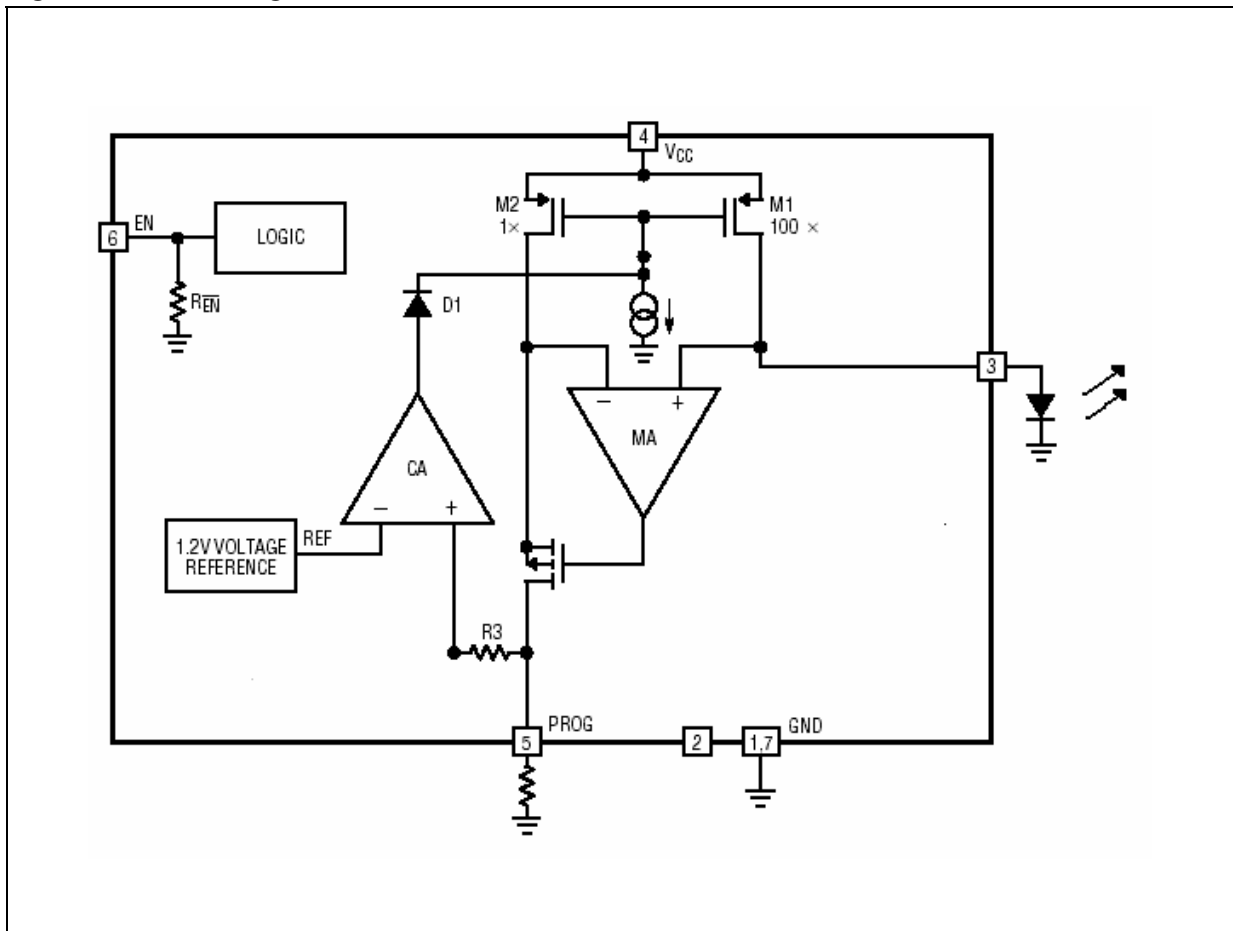 4
VCC
M2
1×
M1
100 ×
6
EN
LOGIC
REN
D1
3
− +
MA
CA
− +
1.2V VOLTAGE
REFERENCE
REF
R3
PROG
GND
5
2
1,7